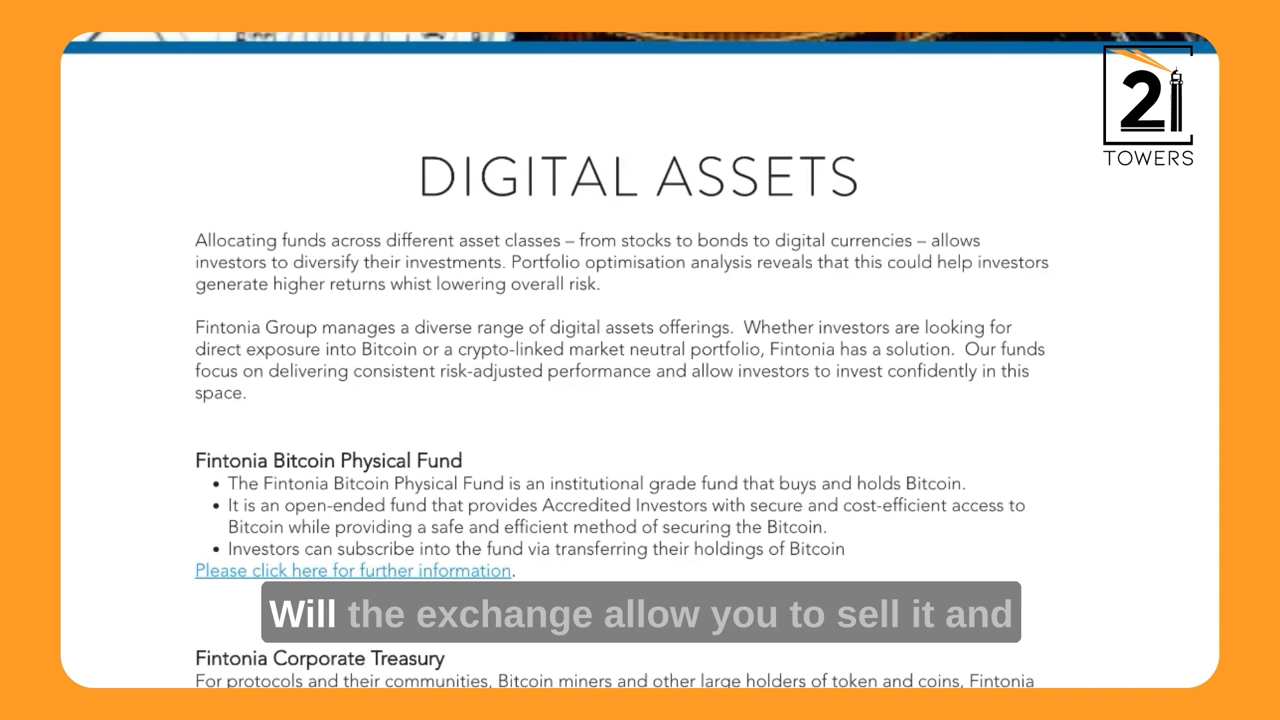 21
TOWERS
DIGITAL ASSETS
Allocating funds across different asset classes – from stocks to bonds to digital currencies – allows
investors to diversify their investments. Portfolio optimisation analysis reveals that this could help investors
generate higher returns whist lowering overall risk.
Fintonia Group manages a diverse range of digital assets offerings.  Whether investors are looking for
direct exposure into Bitcoin or a crypto-linked market neutral portfolio, Fintonia has a solution.  Our funds
focus on delivering consistent risk-adjusted performance and allow investors to invest confidently in this
space.
Fintonia Bitcoin Physical Fund
• The Fintonia Bitcoin Physical Fund is an institutional grade fund that buys and holds Bitcoin.
• It is an open-ended fund that provides Accredited Investors with secure and cost-efficient access to
Bitcoin while providing a safe and efficient method of securing the Bitcoin.
• Investors can subscribe into the fund via transferring their holdings of Bitcoin
Please click here for further information.
Will the exchange allow you to sell it and
Fintonia Corporate Treasury
For protocols and their communities, Bitcoin miners and other large holders of token and coins, Fintonia